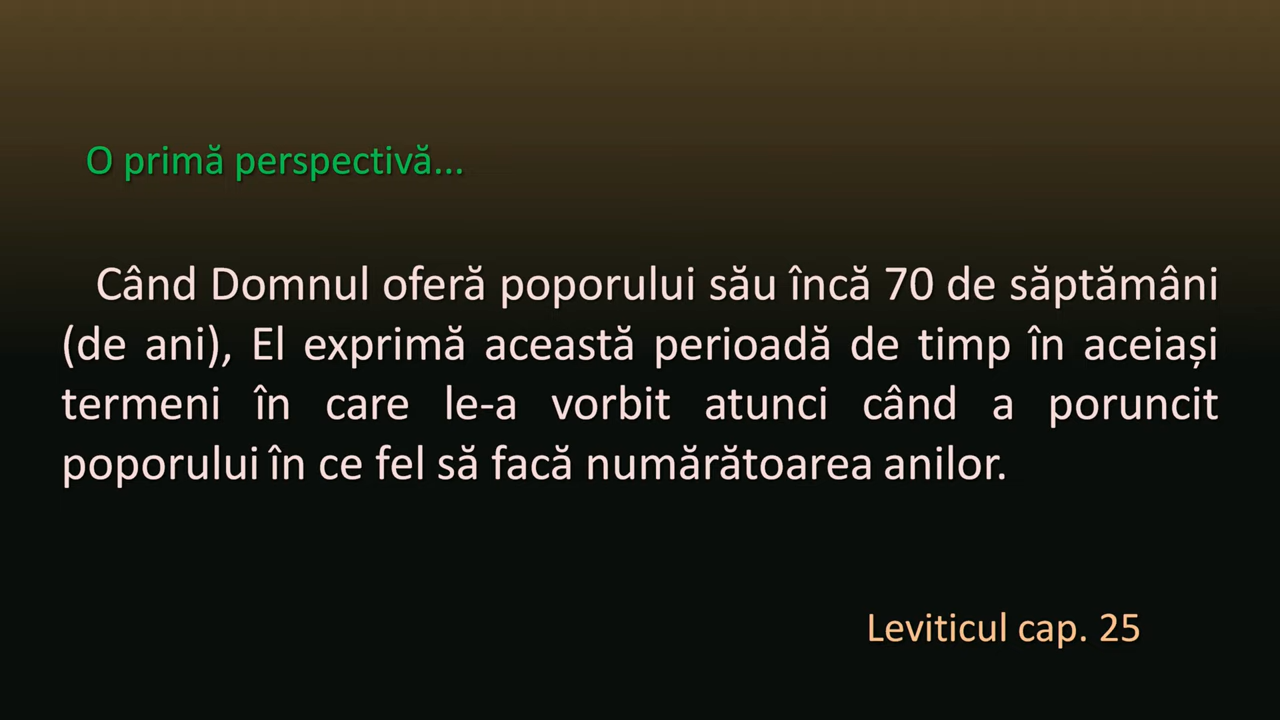 O primă perspectivă...
Când Domnul oferă poporului său încă 70 de săptămâni
(de ani), El exprimă această perioadă de timp în aceiași
termeni în care le-a vorbit atunci când a poruncit
poporului în ce fel să facă numărătoarea anilor.
Leviticul cap. 25